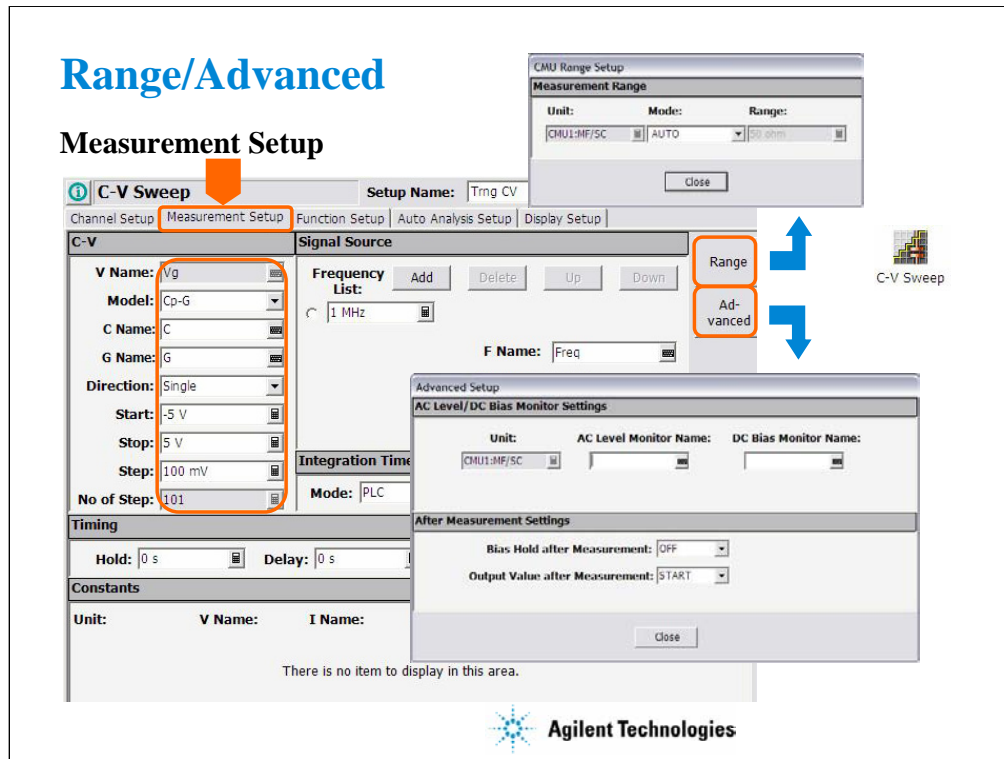 Range/Advanced
Measurement Setup
CMU Range Setup
Measurement Range
Unit: Mode: Range:
CMU1:MF/SC AUTO 50 ohm
Close
C-V Sweep Setup Name: Trng CV
Channel Setup Measurement Setup Function Setup Auto Analysis Setup Display Setup
C-V
V Name: Vg
Model: Cp-G
C Name: C
G Name: G
Direction: Single
Start: -5 V
Stop: 5 V
Step: 100 mV
No of Step: 101
Signal Source
Frequency List: Add Delete Up Down
1 MHz
F Name: Freq
Range
Ad-
vanced
C-V Sweep
Integration Time
Mode: PLC
Timing
Hold: 0 s Delay: 0 s
Constants
Unit: V Name: I Name:
There is no item to display in this area.
Advanced Setup
AC Level/DC Bias Monitor Settings
Unit: AC Level Monitor Name: DC Bias Monitor Name:
CMU1:MF/SC
After Measurement Settings
Bias Hold after Measurement: OFF
Output Value after Measurement: START
Close
Agilent Technologies